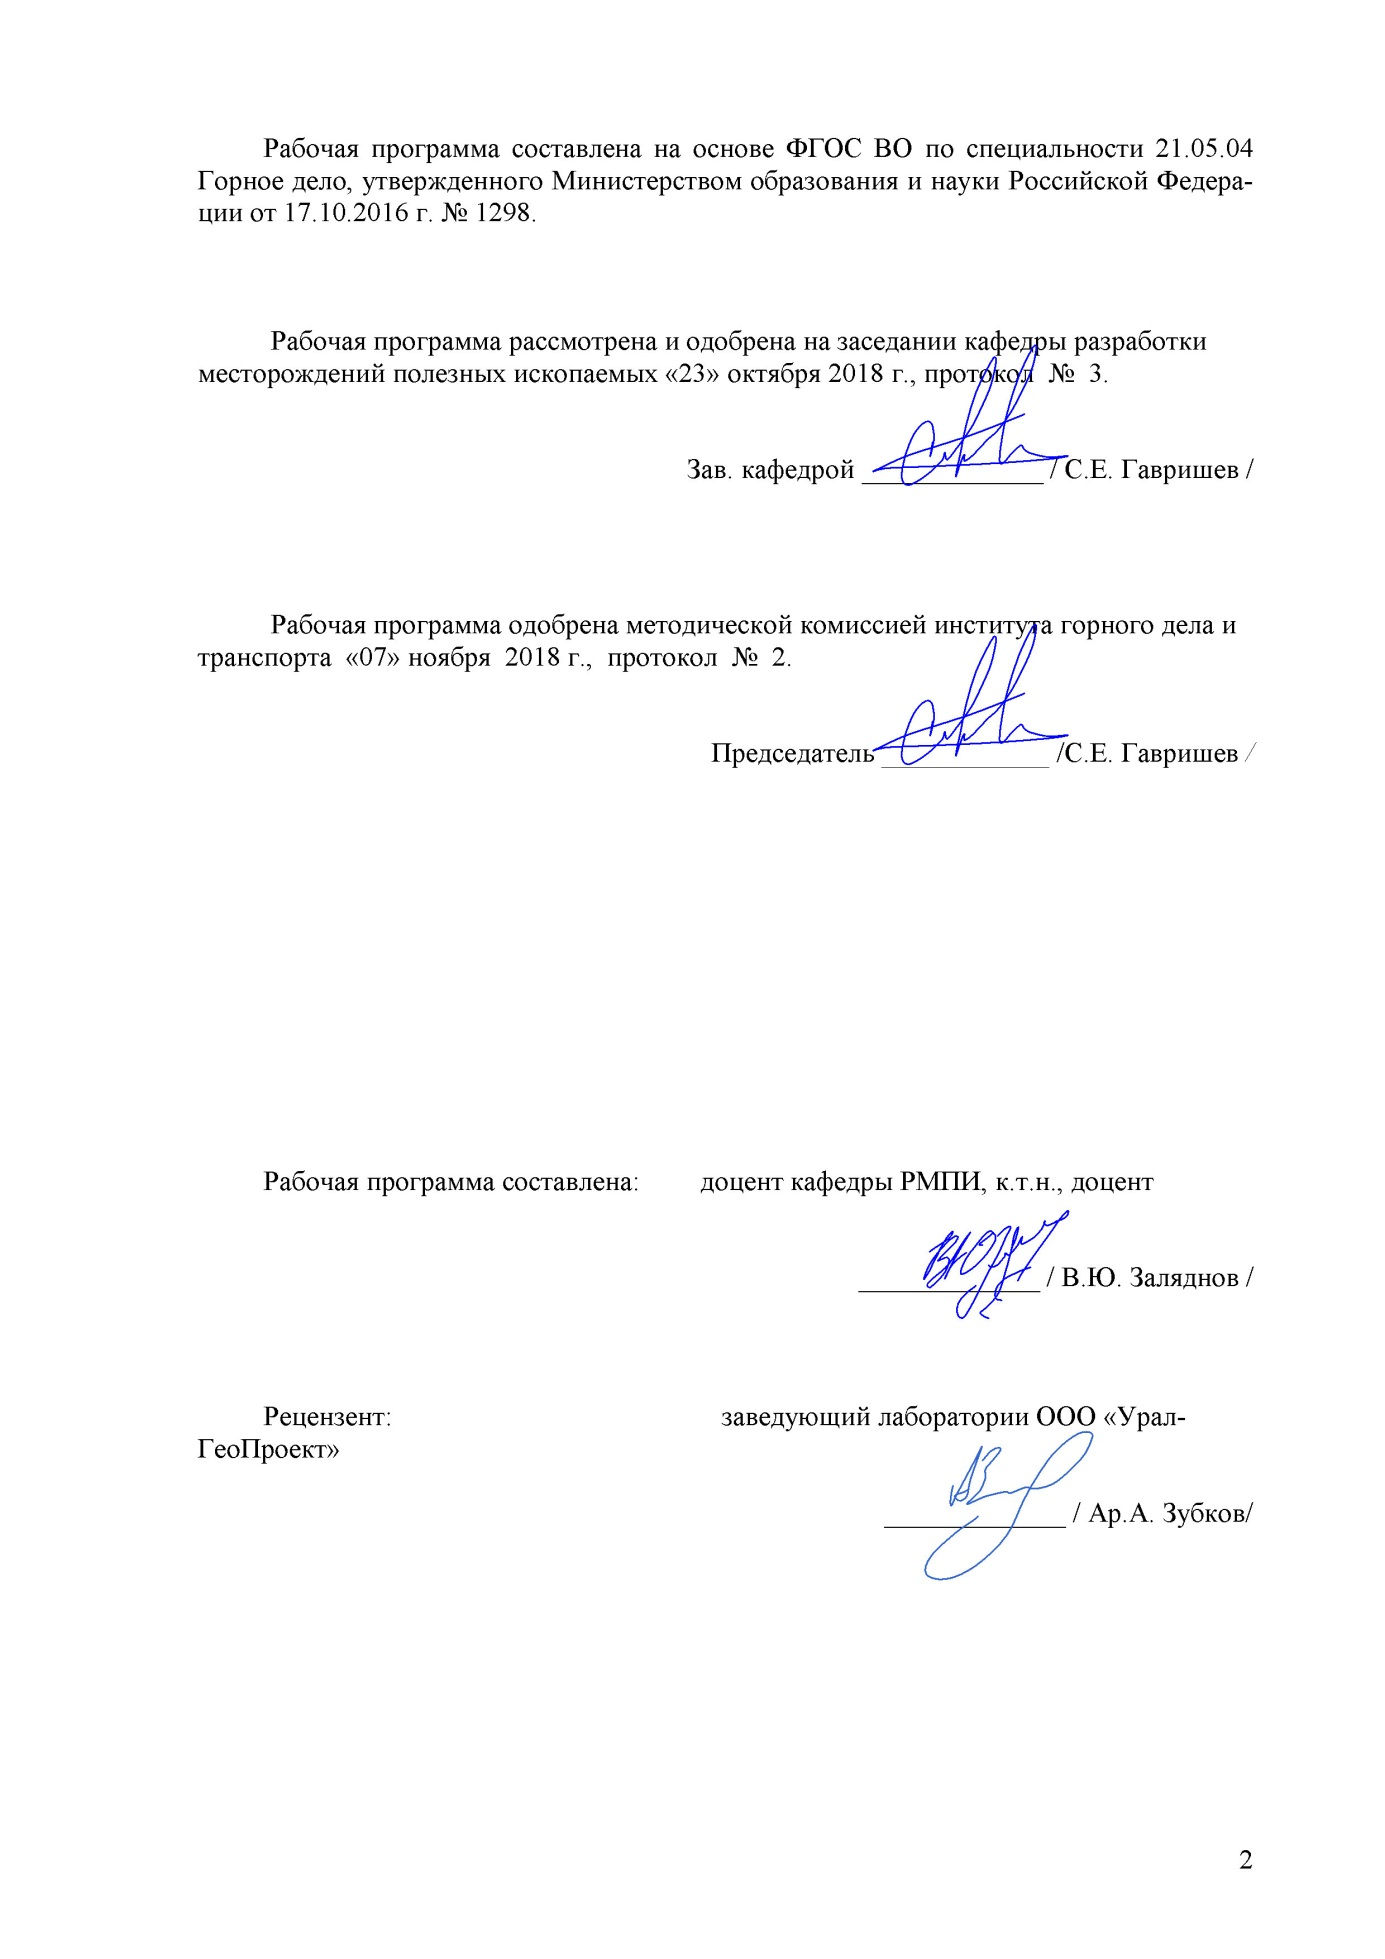 Рабочая программа составлена на основе ФГОС ВО по специальности 21.05.04
Горное дело, утвержденного Министерством образования и науки Российской Федера-
ции от 17.10.2016 г. № 1298.
Рабочая программа рассмотрена и одобрена на заседании кафедры разработки
месторождений полезных ископаемых «23» октября 2018 г., протокол № 3.
Зав. кафедрой _____________ / С.Е. Гавришев /
Рабочая программа одобрена методической комиссией института горного дела и
транспорта «07» ноября 2018 г., протокол № 2.
Председатель ____________ /С.Е. Гавришев /
Рабочая программа составлена: доцент кафедры РМПИ, к.т.н., доцент
_____________ / В.Ю. Заляднов /
Рецензент: заведующий лаборатории ООО «Урал-
ГеоПроект»
_____________ / Ар.А. Зубков/
2